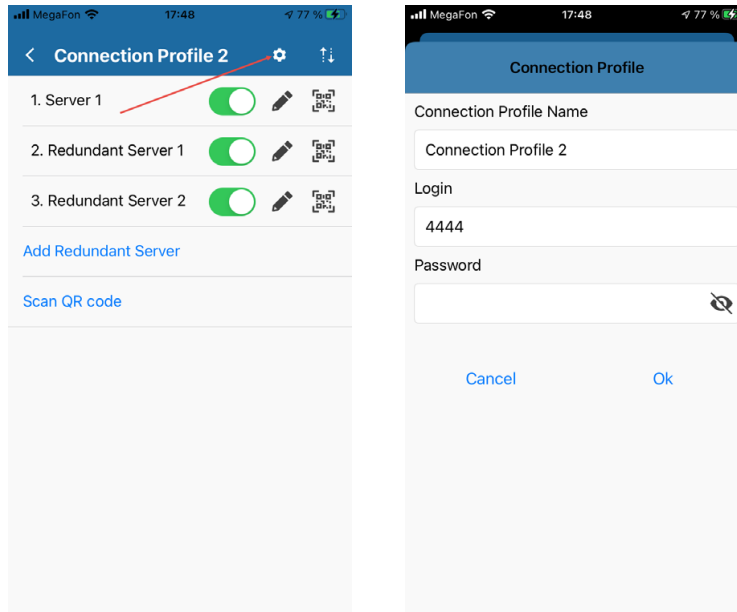 MegaFon 17:48 77 %
Connection Profile 2
1. Server 1
2. Redundant Server 1
3. Redundant Server 2
Add Redundant Server
Scan QR code
MegaFon 17:48 77 %
Connection Profile
Connection Profile Name
Connection Profile 2
Login
4444
Password
Cancel Ok